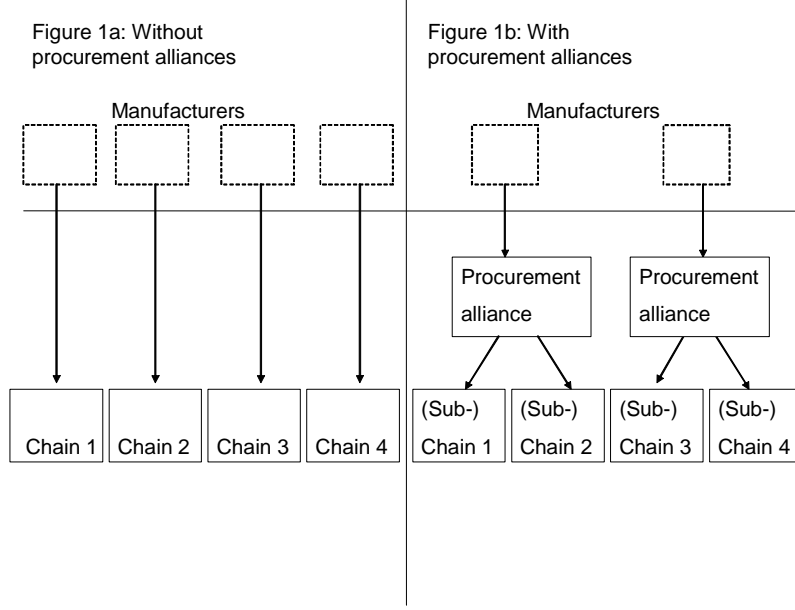 Figure 1a: Without
procurement alliances
Manufacturers
Chain 1
Chain 2
Chain 3
Chain 4
Figure 1b: With
procurement alliances
Manufacturers
Procurement
alliance
Procurement
alliance
(Sub-)
Chain 1
(Sub-)
Chain 2
(Sub-)
Chain 3
(Sub-)
Chain 4